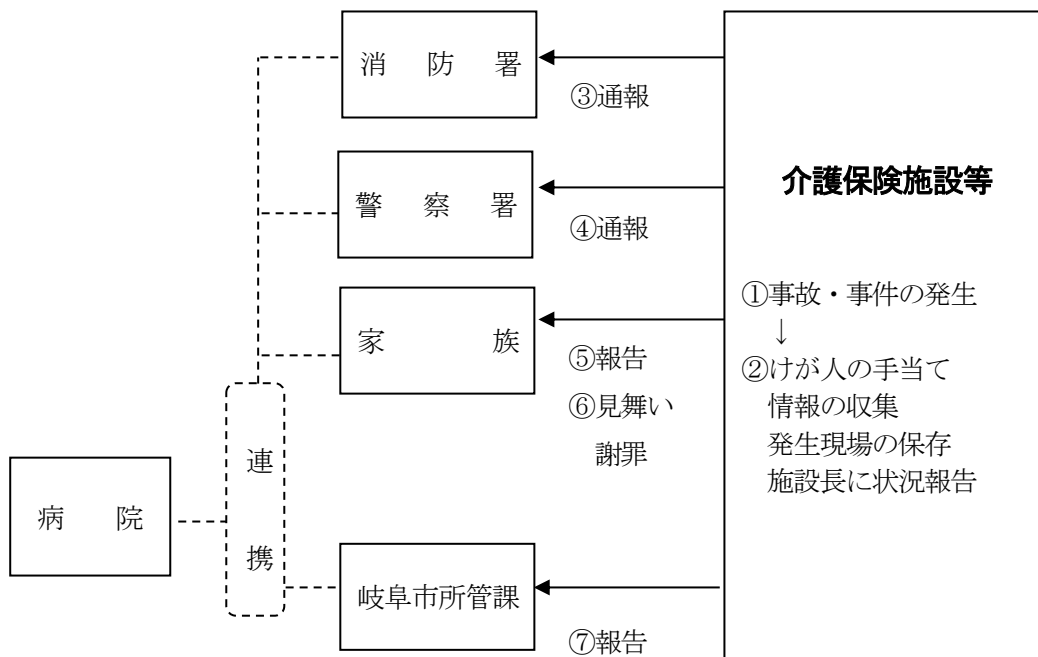 消防署
③通報
介護保険施設等
警察署
④通報
①事故・事件の発生
↓
②けが人の手当て
情報の収集
発生現場の保存
施設長に状況報告
家族
⑤報告
⑥見舞い
謝罪
連携
病院
岐阜市所管課
⑦報告